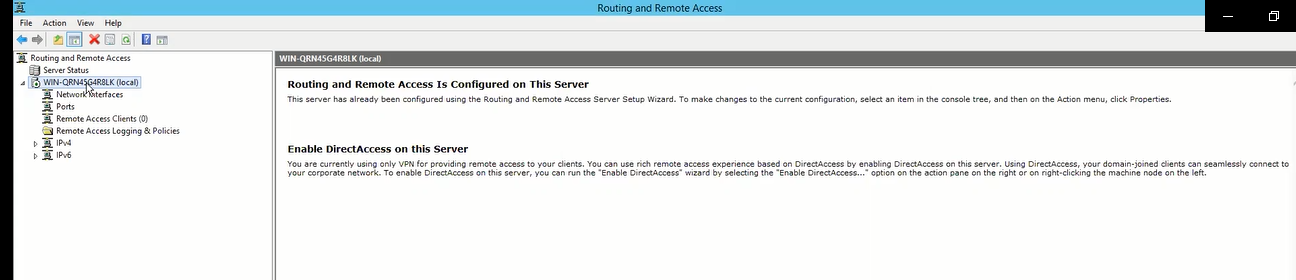 Routing and Remote Access
File Action View Help
Routing and Remote Access
Server Status
WIN-QRN45G4R8LK (local)
Network Interfaces
Ports
Remote Access Clients (0)
Remote Access Logging & Policies
IPv4
IPv6
WIN-QRN45G4R8LK (local)
Routing and Remote Access Is Configured on This Server
This server has already been configured using the Routing and Remote Access Server Setup Wizard. To make changes to the current configuration, select an item in the console tree, and then on the Action menu, click Properties.
Enable DirectAccess on this Server
You are currently using only VPN for providing remote access to your clients. You can use rich remote access experience based on DirectAccess by enabling DirectAccess on this server. Using DirectAccess, your domain-joined clients can seamlessly connect to
your corporate network. To enable DirectAccess on this server, you can run the "Enable DirectAccess" wizard by selecting the "Enable DirectAccess..." option on the action pane on the right or on right-clicking the machine node on the left.